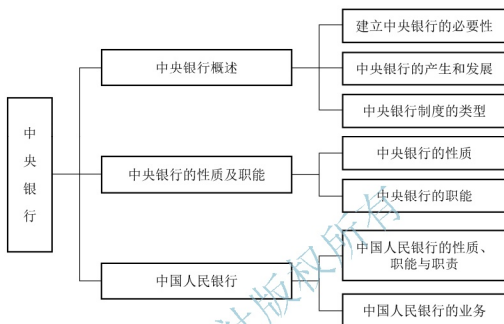 中央银行
中央银行概述
建立中央银行的必要性
中央银行的产生和发展
中央银行制度的类型
中央银行的性质及职能
中央银行的性质
中央银行的职能
中国人民银行
中国人民银行的性质、
职能与职责
中国人民银行的业务
版权所有